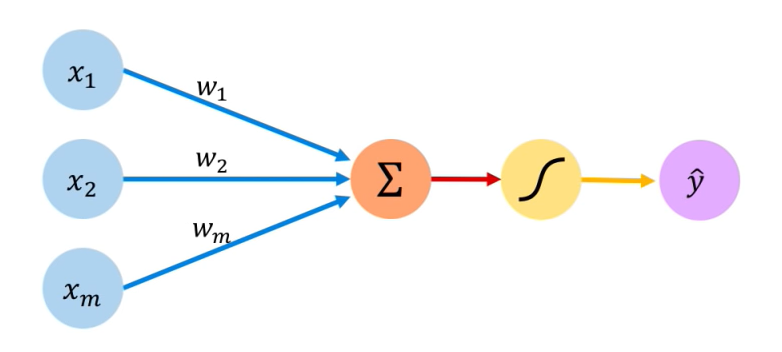 x₁
w₁
x₂
w₂
Σ
ŷ
wₘ
xₘ